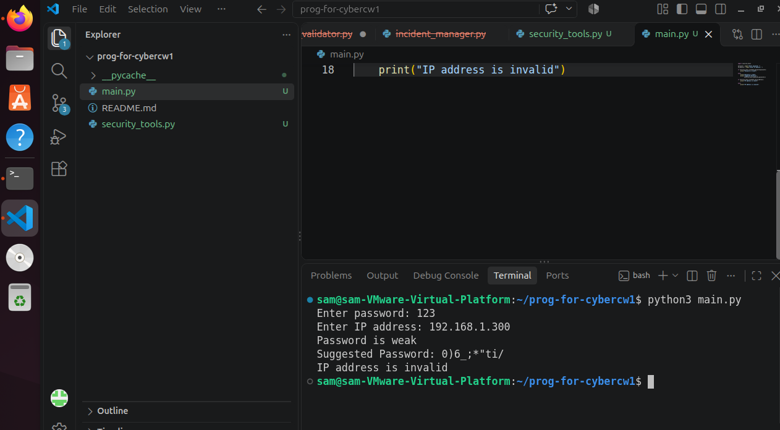 File Edit Selection View ··· prog-for-cybercw1
Explorer ···
validator.py incident_manager.py security_tools.py U main.py U
prog-for-cybercw1
main.py
__pycache__
18 print("IP address is invalid")
main.py U
README.md
security_tools.py U
1
3
Problems Output Debug Console Terminal Ports bash
sam@sam-VMware-Virtual-Platform:~/prog-for-cybercw1$ python3 main.py
Enter password: 123
Enter IP address: 192.168.1.300
Password is weak
Suggested Password: 0)6_;*"ti/
IP address is invalid
sam@sam-VMware-Virtual-Platform:~/prog-for-cybercw1$
Outline